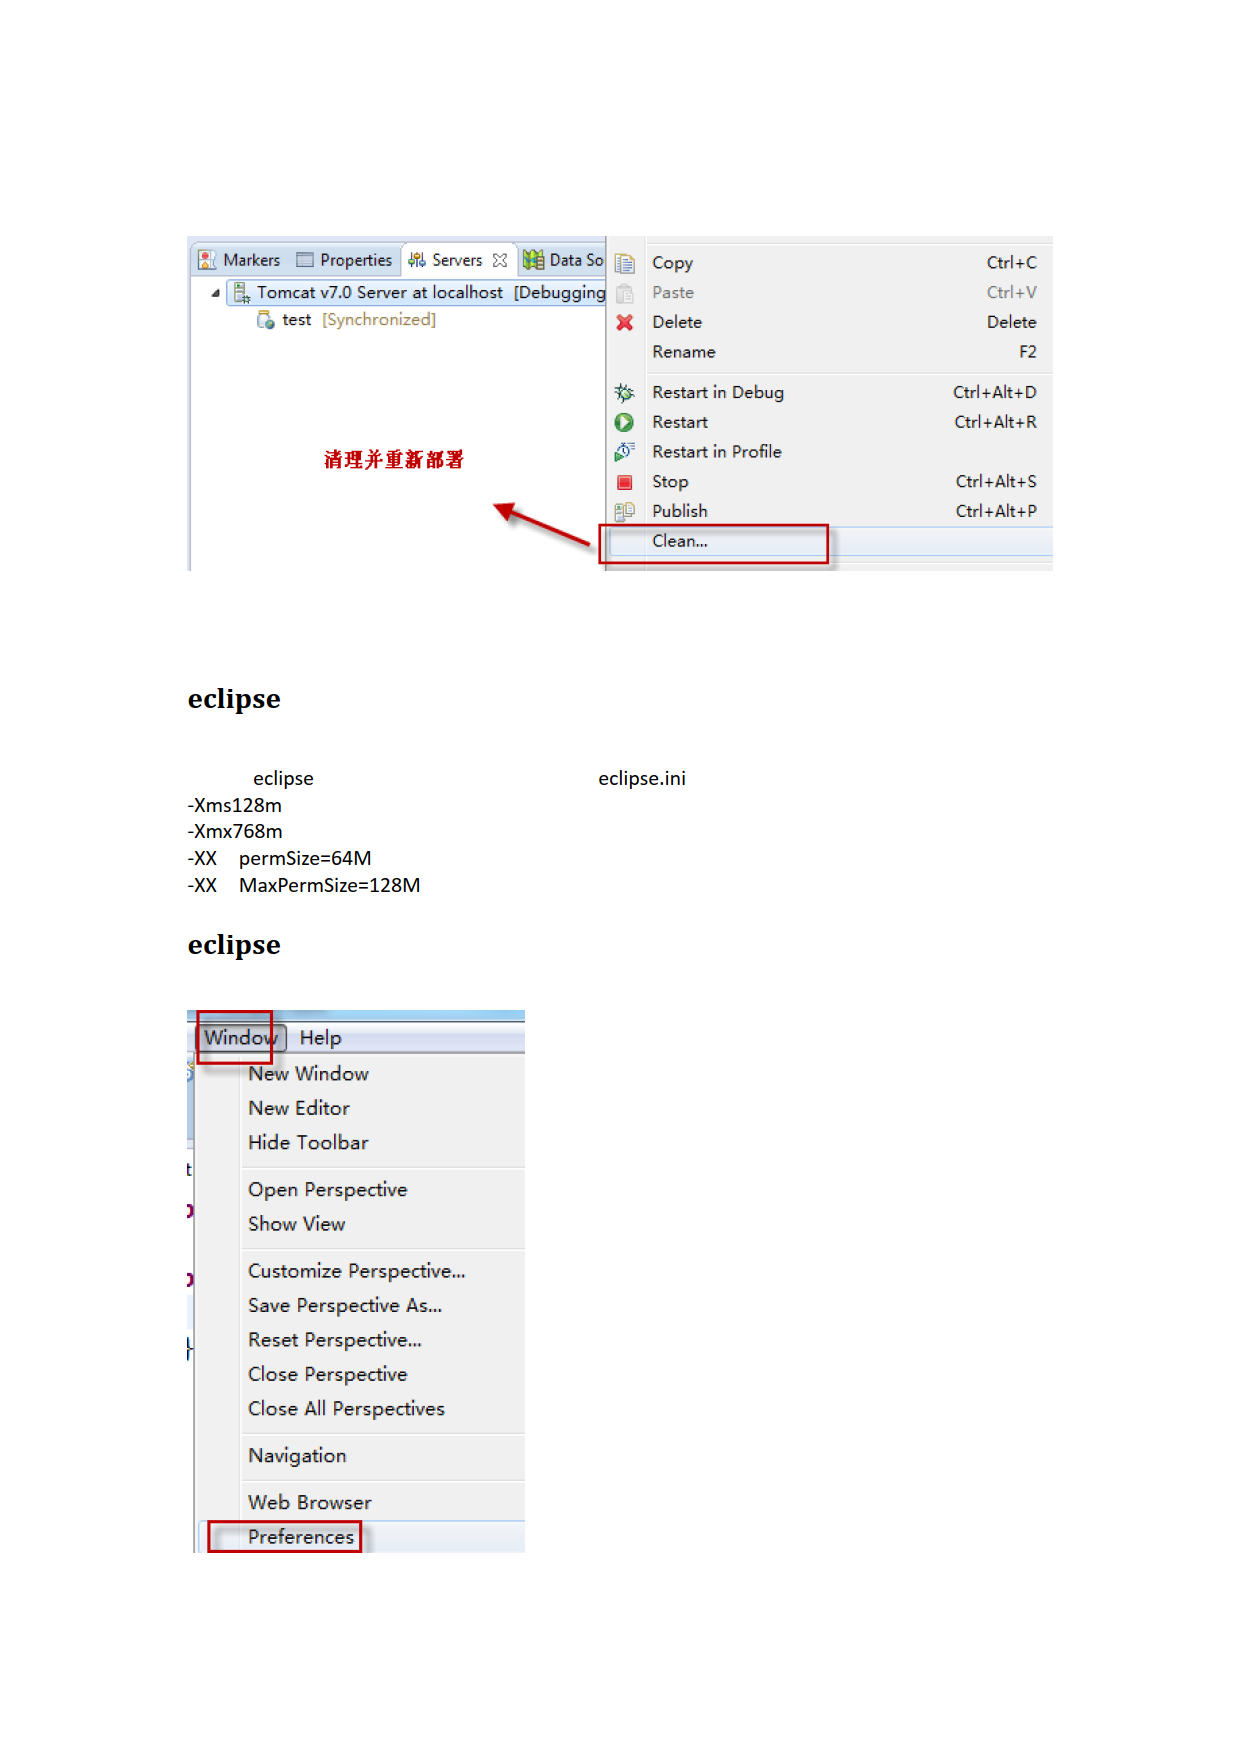 Markers Properties Servers Data So
Tomcat v7.0 Server at localhost [Debugging
test [Synchronized]
清理并重新部署
Copy Ctrl+C
Paste Ctrl+V
Delete Delete
Rename F2
Restart in Debug Ctrl+Alt+D
Restart Ctrl+Alt+R
Restart in Profile
Stop Ctrl+Alt+S
Publish Ctrl+Alt+P
Clean...
eclipse
eclipse eclipse.ini
-Xms128m
-Xmx768m
-XX permSize=64M
-XX MaxPermSize=128M
eclipse
Window Help
New Window
New Editor
Hide Toolbar
Open Perspective
Show View
Customize Perspective...
Save Perspective As...
Reset Perspective...
Close Perspective
Close All Perspectives
Navigation
Web Browser
Preferences